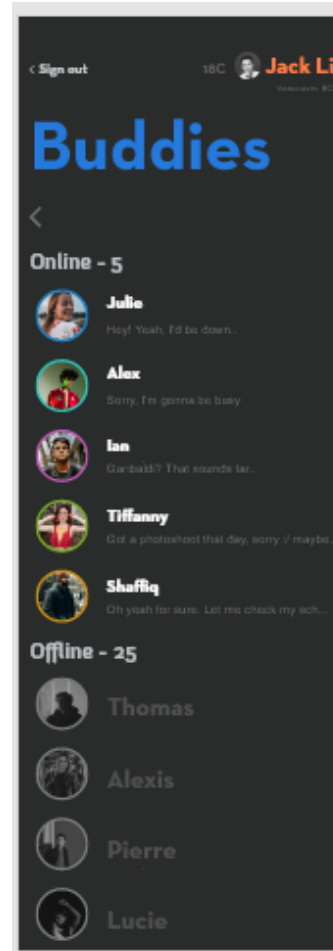 ‹ Sign out
18C Jack Li
Vancouver, BC
Buddies
<
Online - 5
Julie
Hey! Yeah, I'd be down..
Alex
Sorry, I'm gonna be busy
Ian
Garibaldi? That sounds far..
Tiffanny
Got a photoshoot that day, sorry :/ maybe..
Shaffiq
Oh yeah for sure. Let me check my sch...
Offline - 25
Thomas
Alexis
Pierre
Lucie